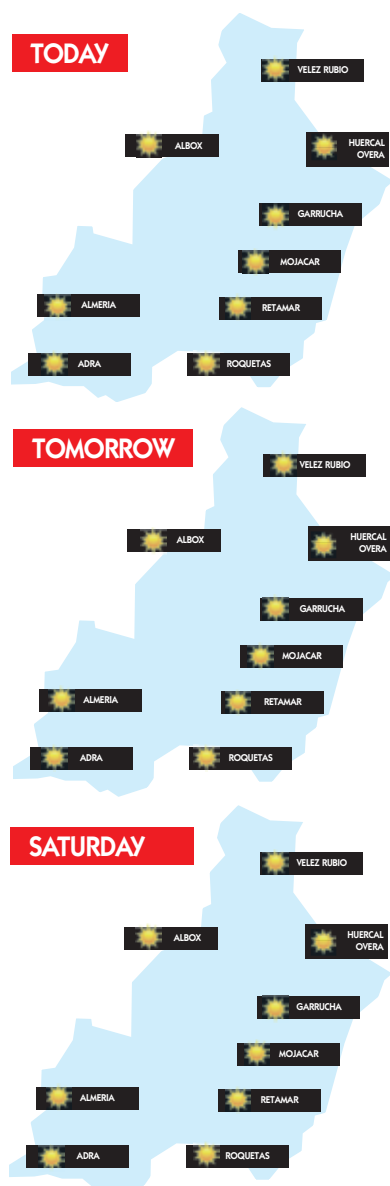 TODAY
VELEZ RUBIO
ALBOX
HUERCAL
OVERA
GARRUCHA
MOJACAR
ALMERIA
RETAMAR
ADRA
ROQUETAS
TOMORROW
VELEZ RUBIO
ALBOX
HUERCAL
OVERA
GARRUCHA
MOJACAR
ALMERIA
RETAMAR
ADRA
ROQUETAS
SATURDAY
VELEZ RUBIO
ALBOX
HUERCAL
OVERA
GARRUCHA
MOJACAR
ALMERIA
RETAMAR
ADRA
ROQUETAS